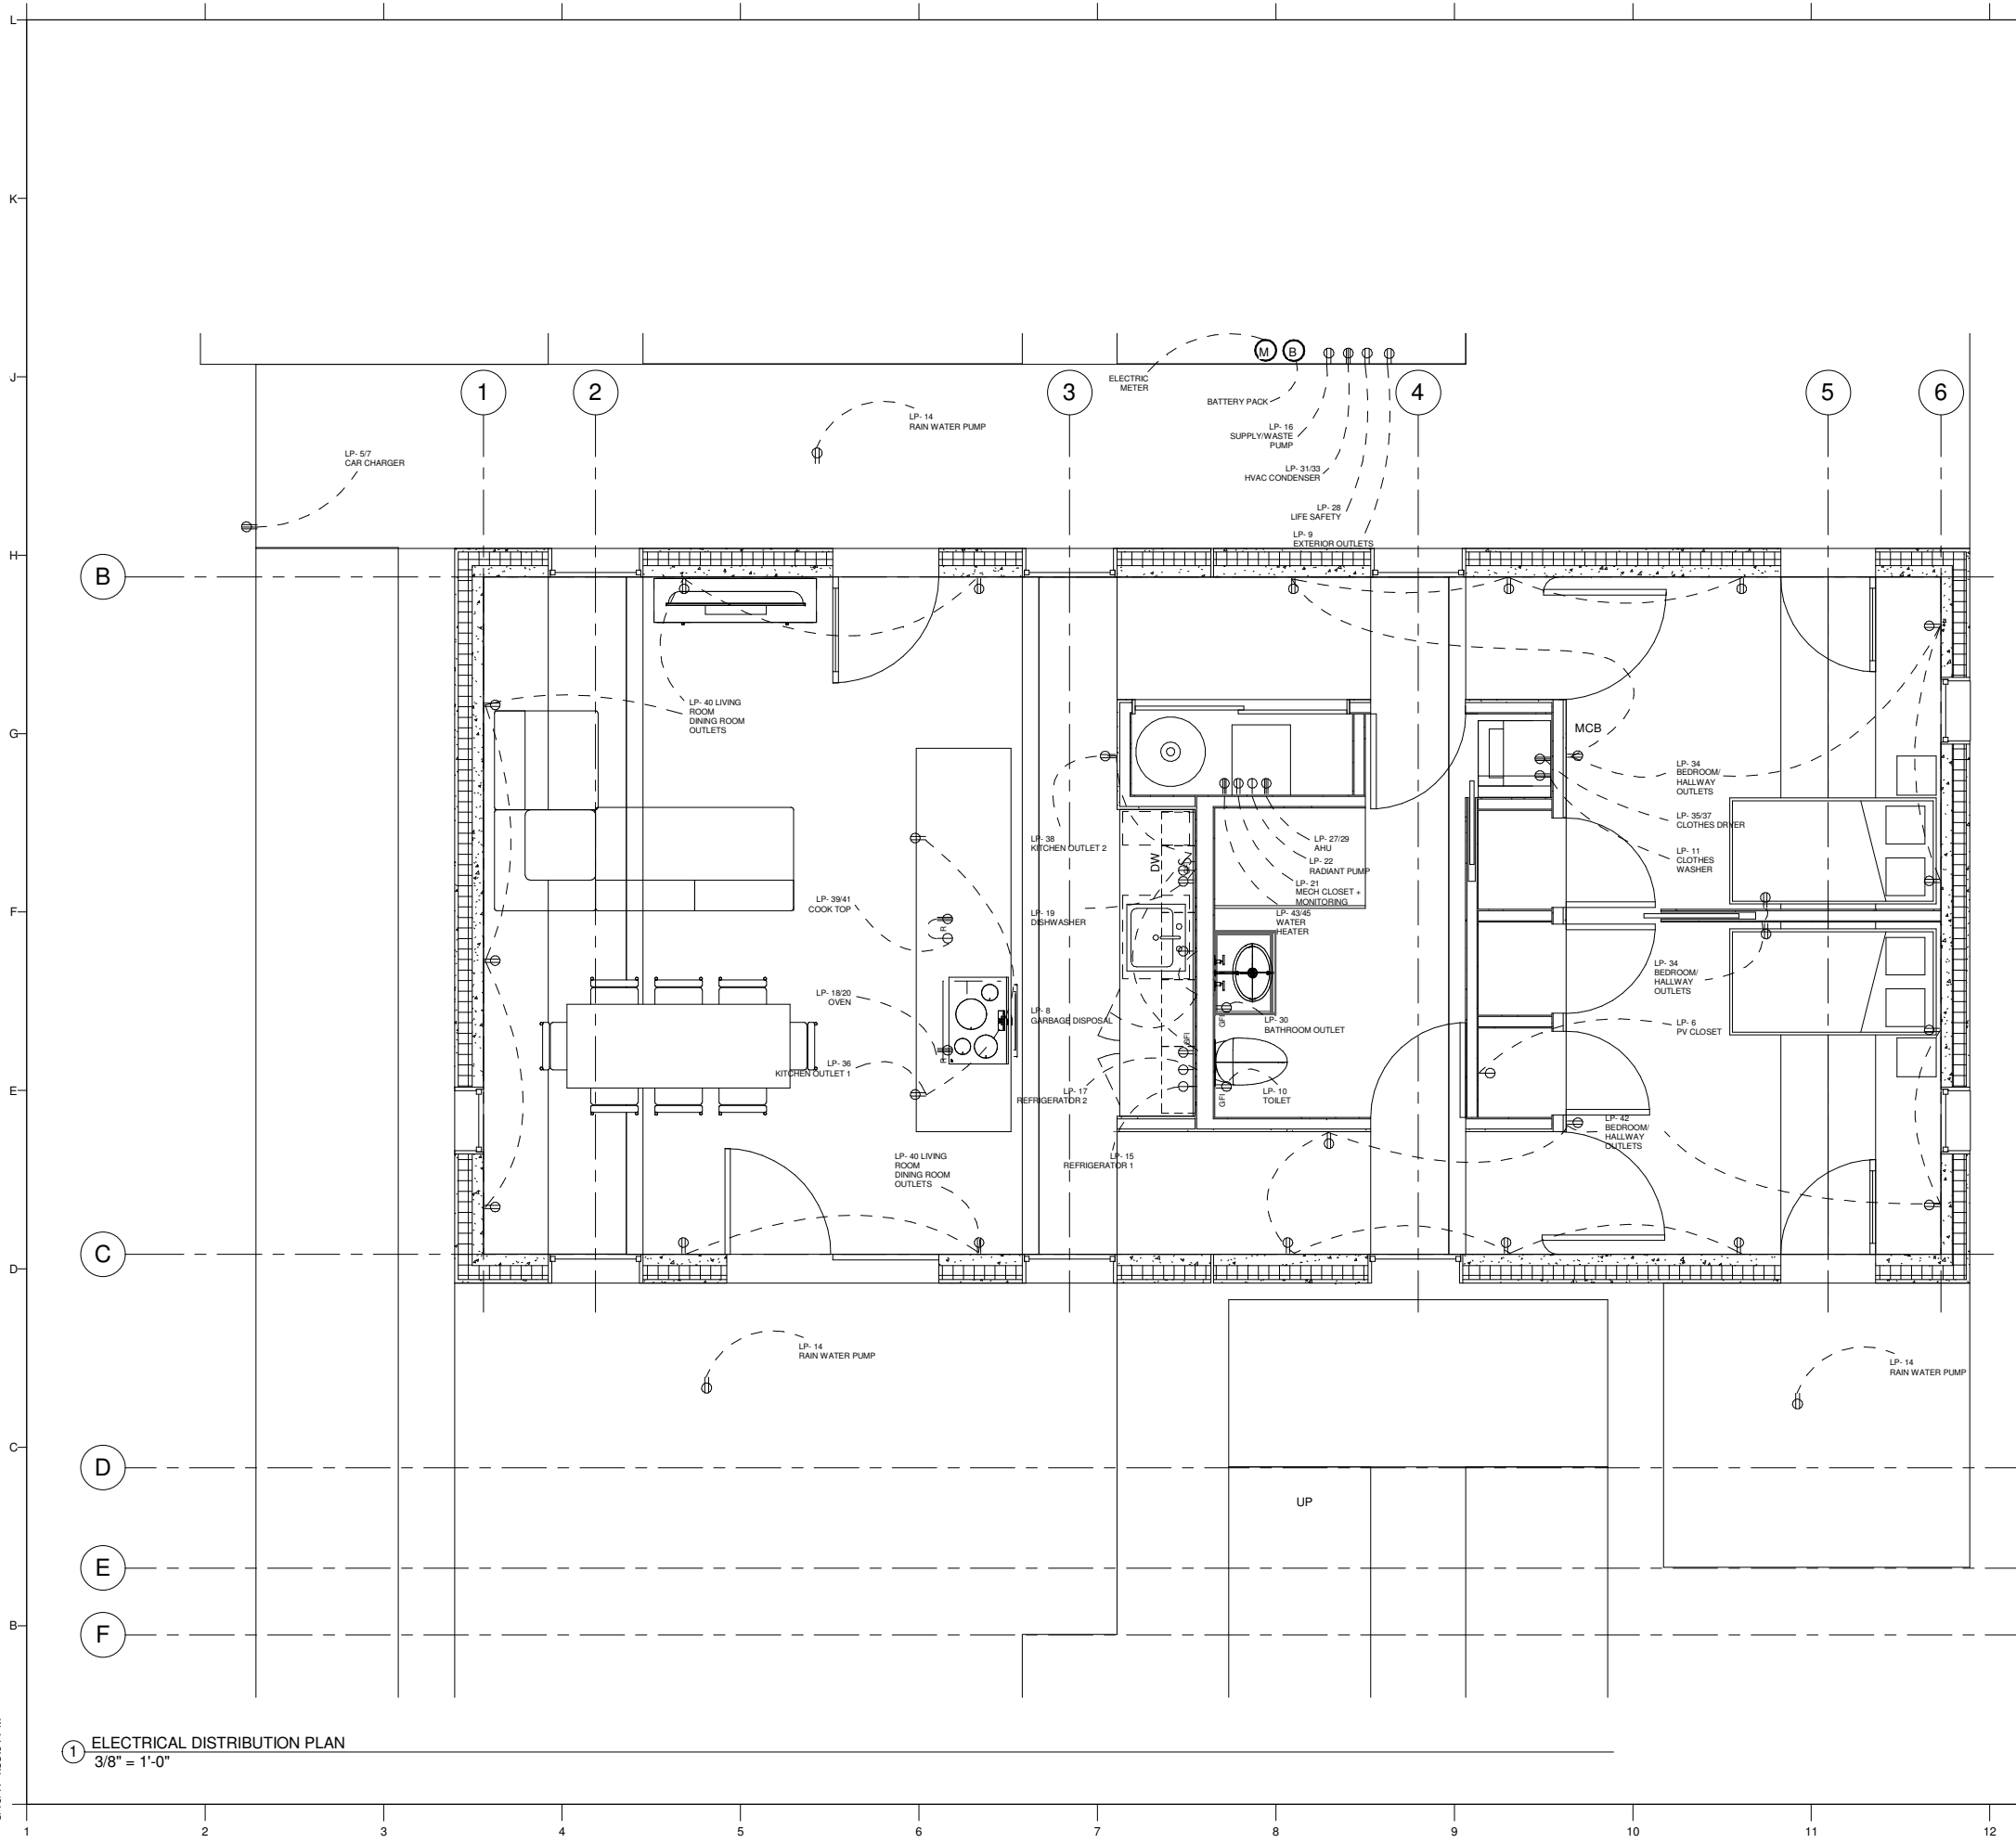 L
K
J
1
2
3
4
5
6
M
B
ELECTRIC
METER
BATTERY PACK
LP- 14
RAIN WATER PUMP
LP- 16
SUPPLY/WASTE
PUMP
LP- 5/7
CAR CHARGER
LP- 31/33
HVAC CONDENSER
LP- 28
LIFE SAFETY
LP- 9
EXTERIOR OUTLETS
H
B
LP- 40 LIVING
ROOM
DINING ROOM
OUTLETS
G
MCB
LP- 34
BEDROOM/
HALLWAY
OUTLETS
LP- 35/37
CLOTHES DRYER
LP- 38
KITCHEN OUTLET 2
LP- 27/29
AHU
DW
LP- 11
CLOTHES
WASHER
LP- 22
RADIANT PUMP
LP- 21
MECH CLOSET +
MONITORING
LP- 39/41
COOK TOP
F
LP- 19
DISHWASHER
LP- 43/45
WATER
HEATER
R
LP- 34
BEDROOM/
HALLWAY
OUTLETS
LP- 18/20
OVEN
LP- 8
GARBAGE DISPOSAL
GFI
LP- 30
BATHROOM OUTLET
LP- 6
PV CLOSET
GFI
R
LP- 36
KITCHEN OUTLET 1
E
LP- 17
REFRIGERATOR 2
GFI
LP- 10
TOILET
LP- 42
BEDROOM/
HALLWAY
OUTLETS
LP- 40 LIVING
ROOM
DINING ROOM
OUTLETS
LP- 15
REFRIGERATOR 1
C
D
LP- 14
RAIN WATER PUMP
LP- 14
RAIN WATER PUMP
C
D
UP
E
B
F
1
ELECTRICAL DISTRIBUTION PLAN
3/8" = 1'-0"
1
2
3
4
5
6
7
8
9
10
11
12